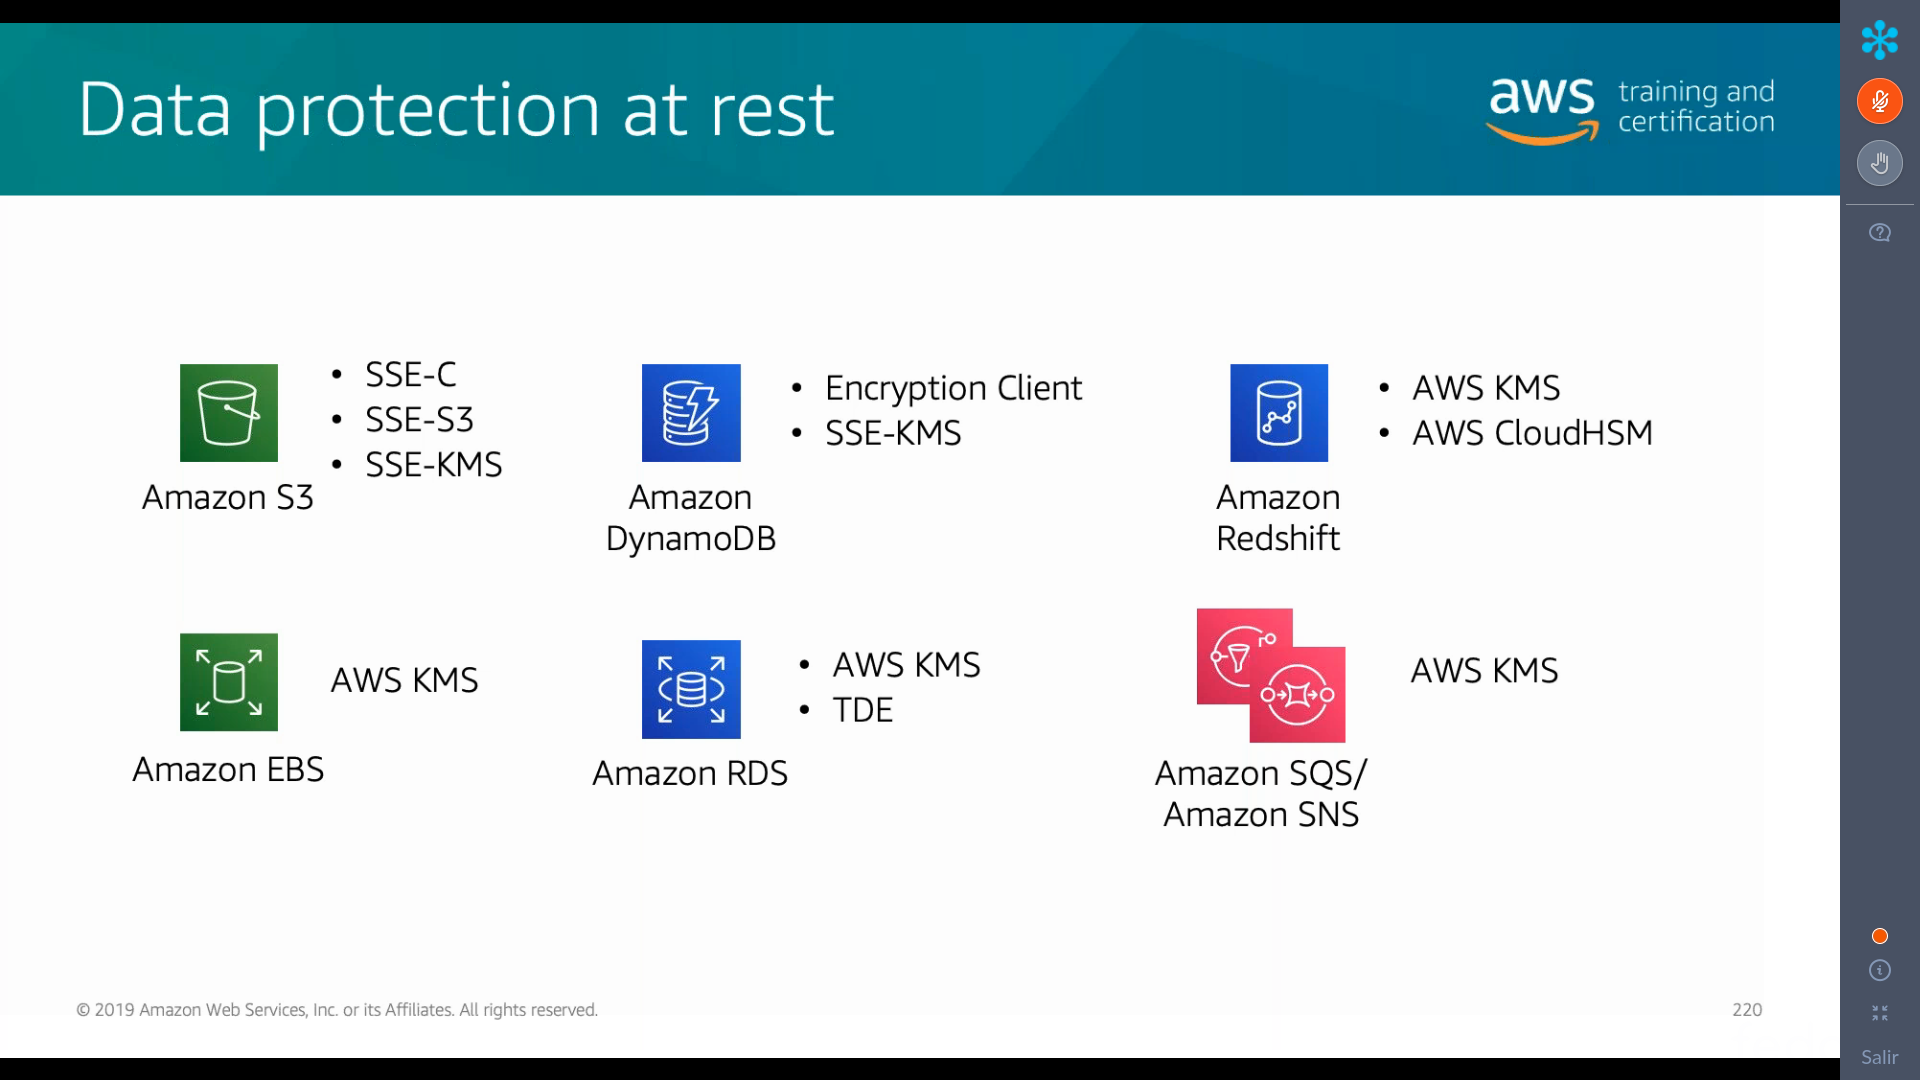 Data protection at rest
aws training and
certification
• SSE-C
• SSE-S3
• SSE-KMS
Amazon S3
• Encryption Client
• SSE-KMS
Amazon
DynamoDB
• AWS KMS
• AWS CloudHSM
Amazon
Redshift
AWS KMS
Amazon EBS
• AWS KMS
• TDE
Amazon RDS
AWS KMS
Amazon SQS/
Amazon SNS
© 2019 Amazon Web Services, Inc. or its Affiliates. All rights reserved.
220
Salir